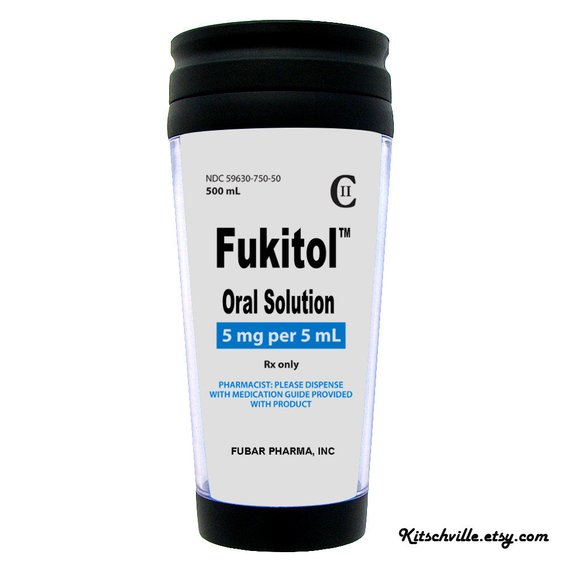 NDC 59630-750-50
500 mL
CII
Fukitol™
Oral Solution
5 mg per 5 mL
Rx only
PHARMACIST: PLEASE DISPENSE
WITH MEDICATION GUIDE PROVIDED
WITH PRODUCT
FUBAR PHARMA, INC
Kitschville.etsy.com